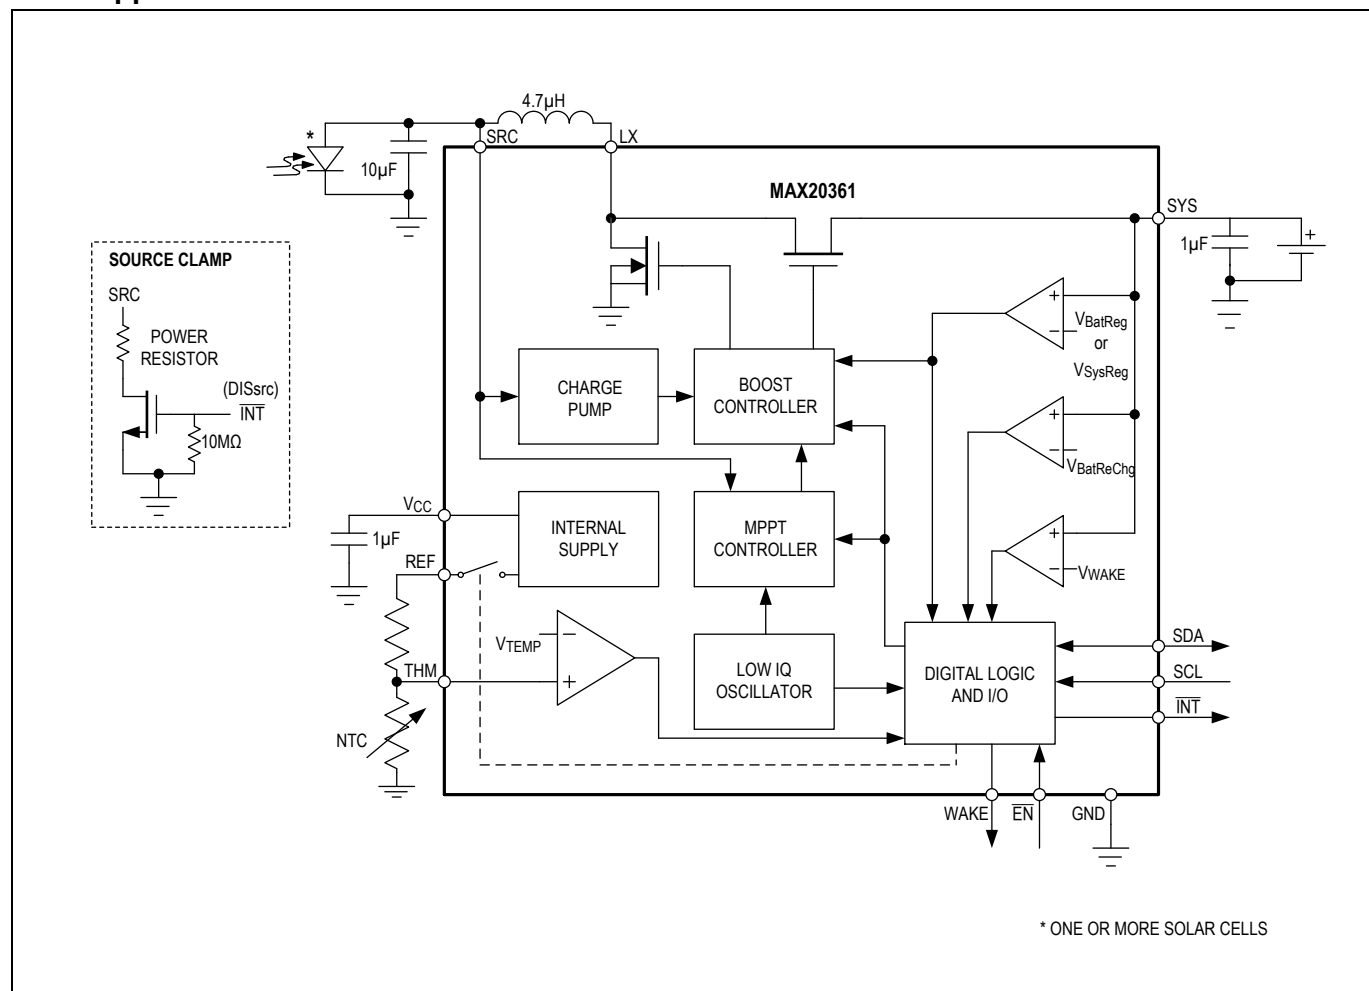 4.7µH
*
SRC
LX
10µF
MAX20361
SYS
1µF
+
SOURCE CLAMP
SRC
POWER
RESISTOR
(DISsrc)
INT
10MΩ
+
−
VBatReg
or
VSysReg
CHARGE
PUMP
BOOST
CONTROLLER
+
−
VBatReChg
VCC
1µF
INTERNAL
SUPPLY
MPPT
CONTROLLER
+
−
VWAKE
REF
VTEMP
−
+
THM
NTC
LOW IQ
OSCILLATOR
DIGITAL LOGIC
AND I/O
SDA
SCL
INT
WAKE
EN
GND
* ONE OR MORE SOLAR CELLS